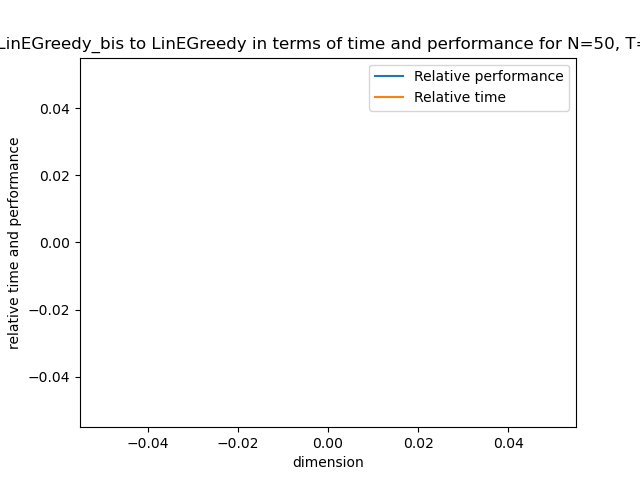 LinEGreedy_bis to LinEGreedy in terms of time and performance for N=50, T=
Relative performance
Relative time
relative time and performance
0.04
0.02
0.00
−0.02
−0.04
−0.04 −0.02 0.00 0.02 0.04
dimension